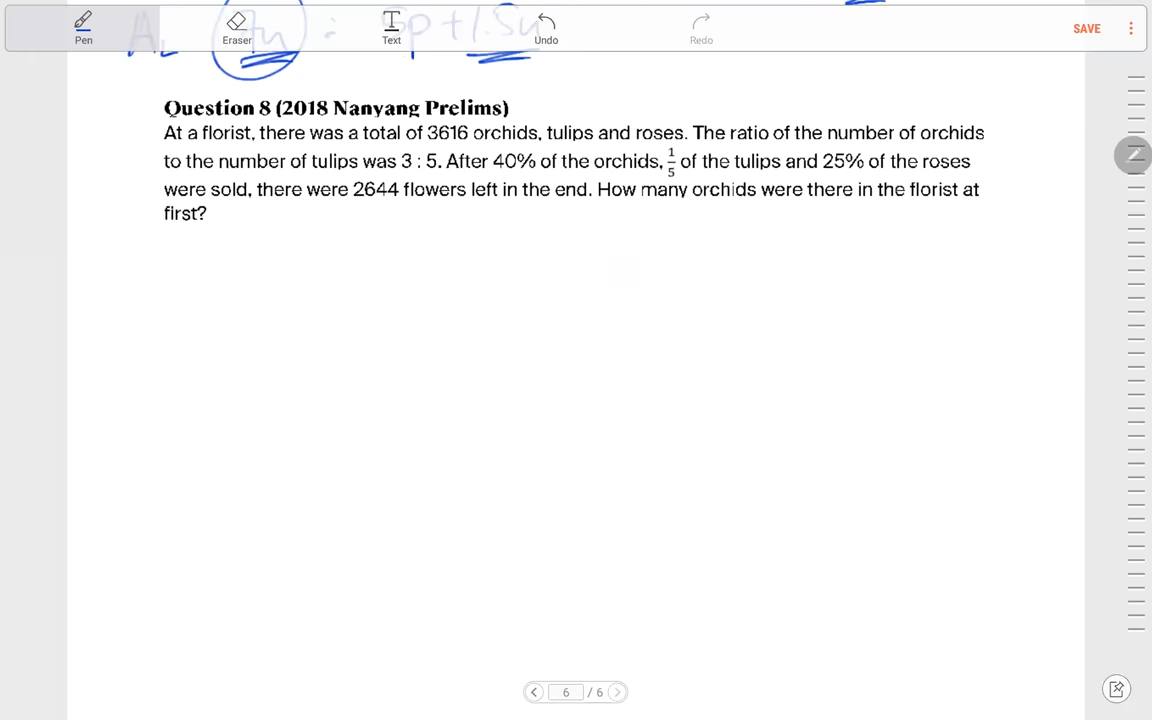 Pen
Eraser
Text
Undo
Redo
SAVE
5p + 1.5u
Question 8 (2018 Nanyang Prelims)
At a florist, there was a total of 3616 orchids, tulips and roses. The ratio of the number of orchids
to the number of tulips was 3 : 5. After 40% of the orchids, 1/5 of the tulips and 25% of the roses
were sold, there were 2644 flowers left in the end. How many orchids were there in the florist at
first?
6 / 6